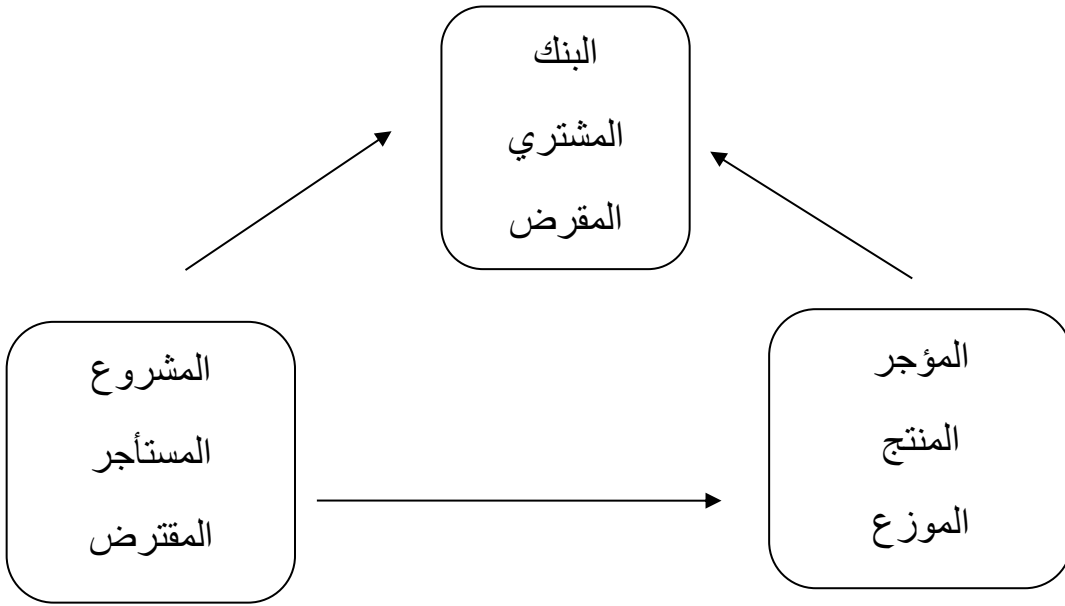 البنك
المشتري
المقرض
المؤجر
المنتج
الموزع
المشروع
المستأجر
المقترض